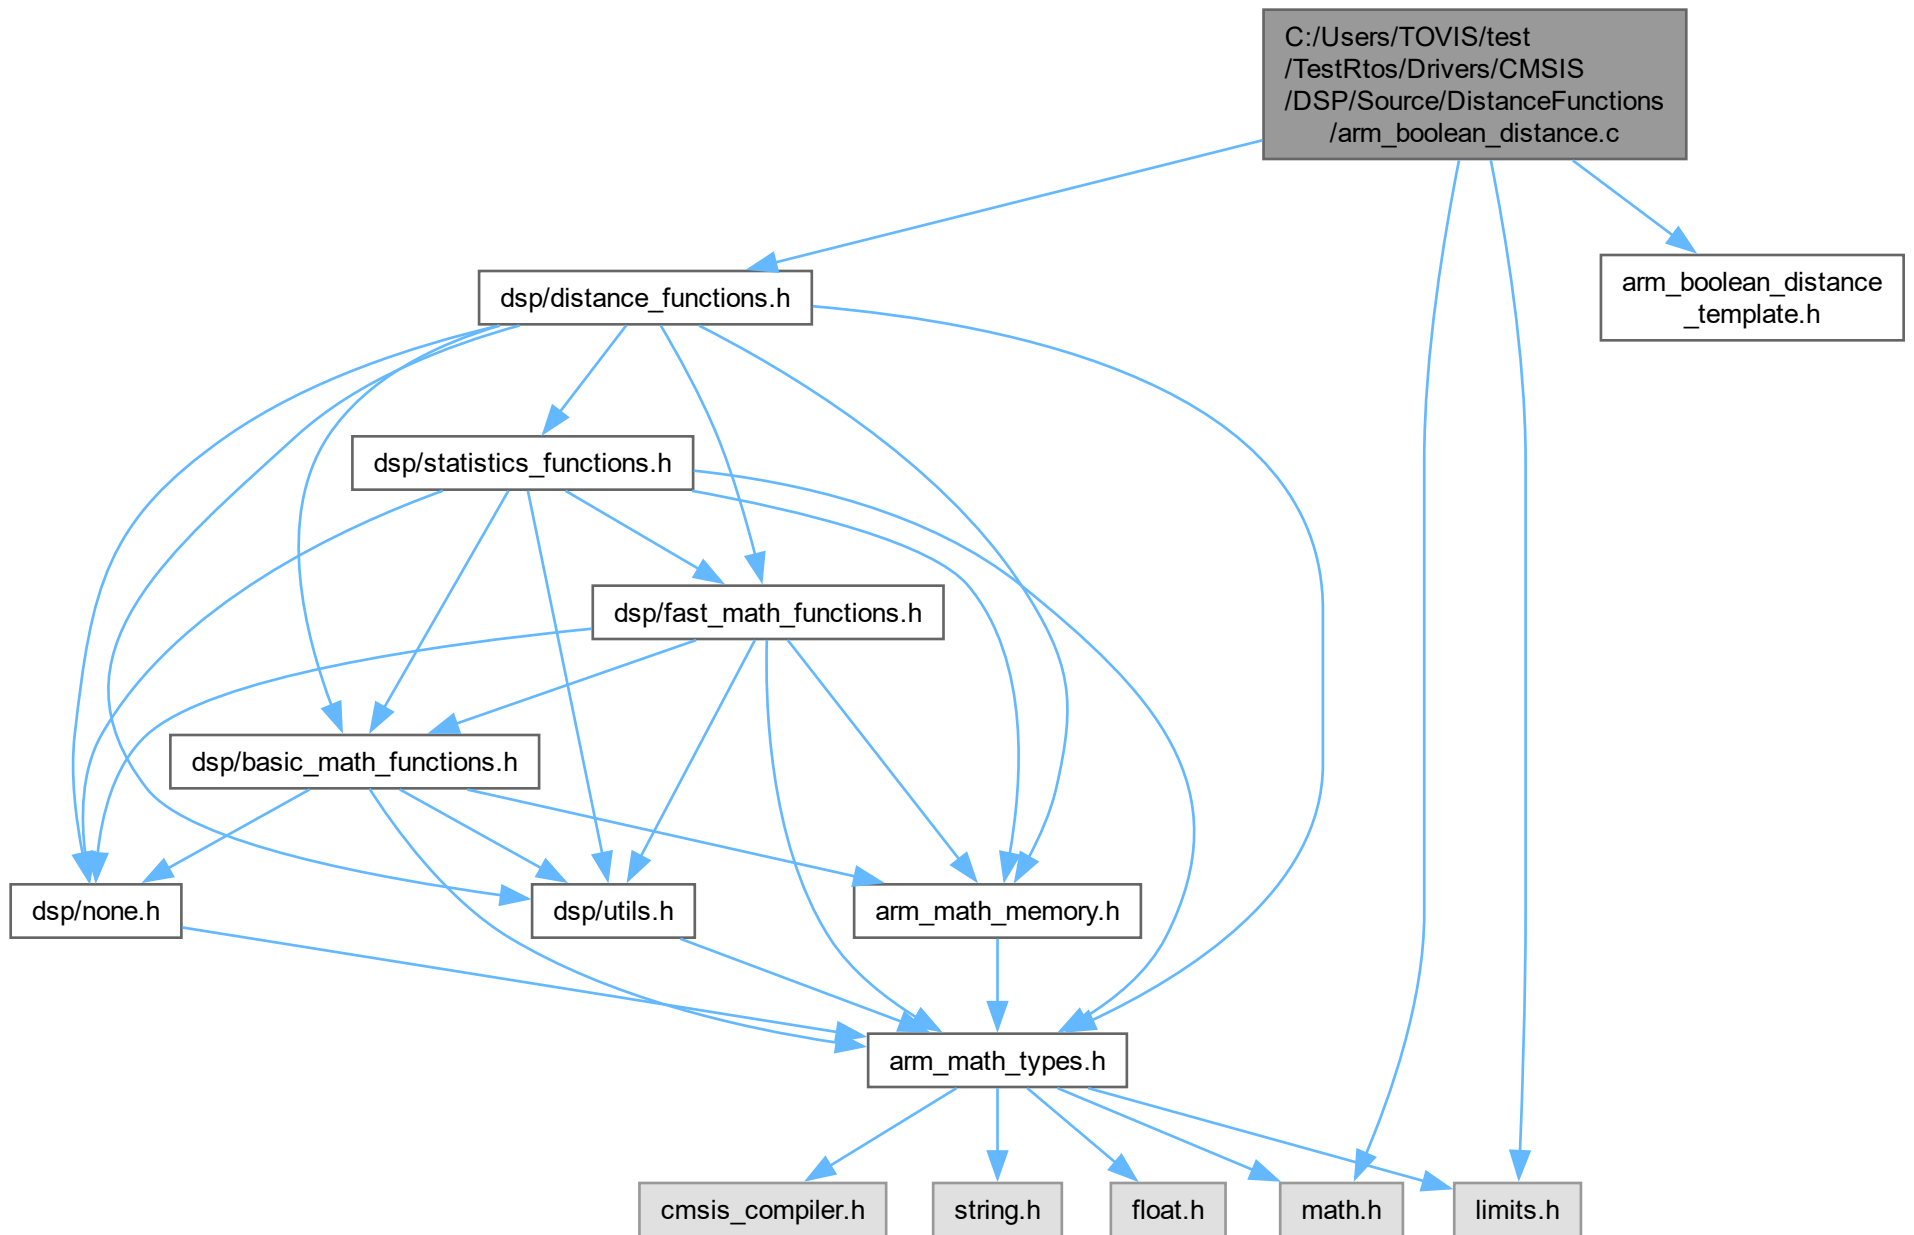 C:/Users/TOVIS/test
/TestRtos/Drivers/CMSIS
/DSP/Source/DistanceFunctions
/arm_boolean_distance.c
dsp/distance_functions.h
arm_boolean_distance
_template.h
dsp/statistics_functions.h
dsp/fast_math_functions.h
dsp/basic_math_functions.h
dsp/none.h
dsp/utils.h
arm_math_memory.h
arm_math_types.h
cmsis_compiler.h
string.h
float.h
math.h
limits.h